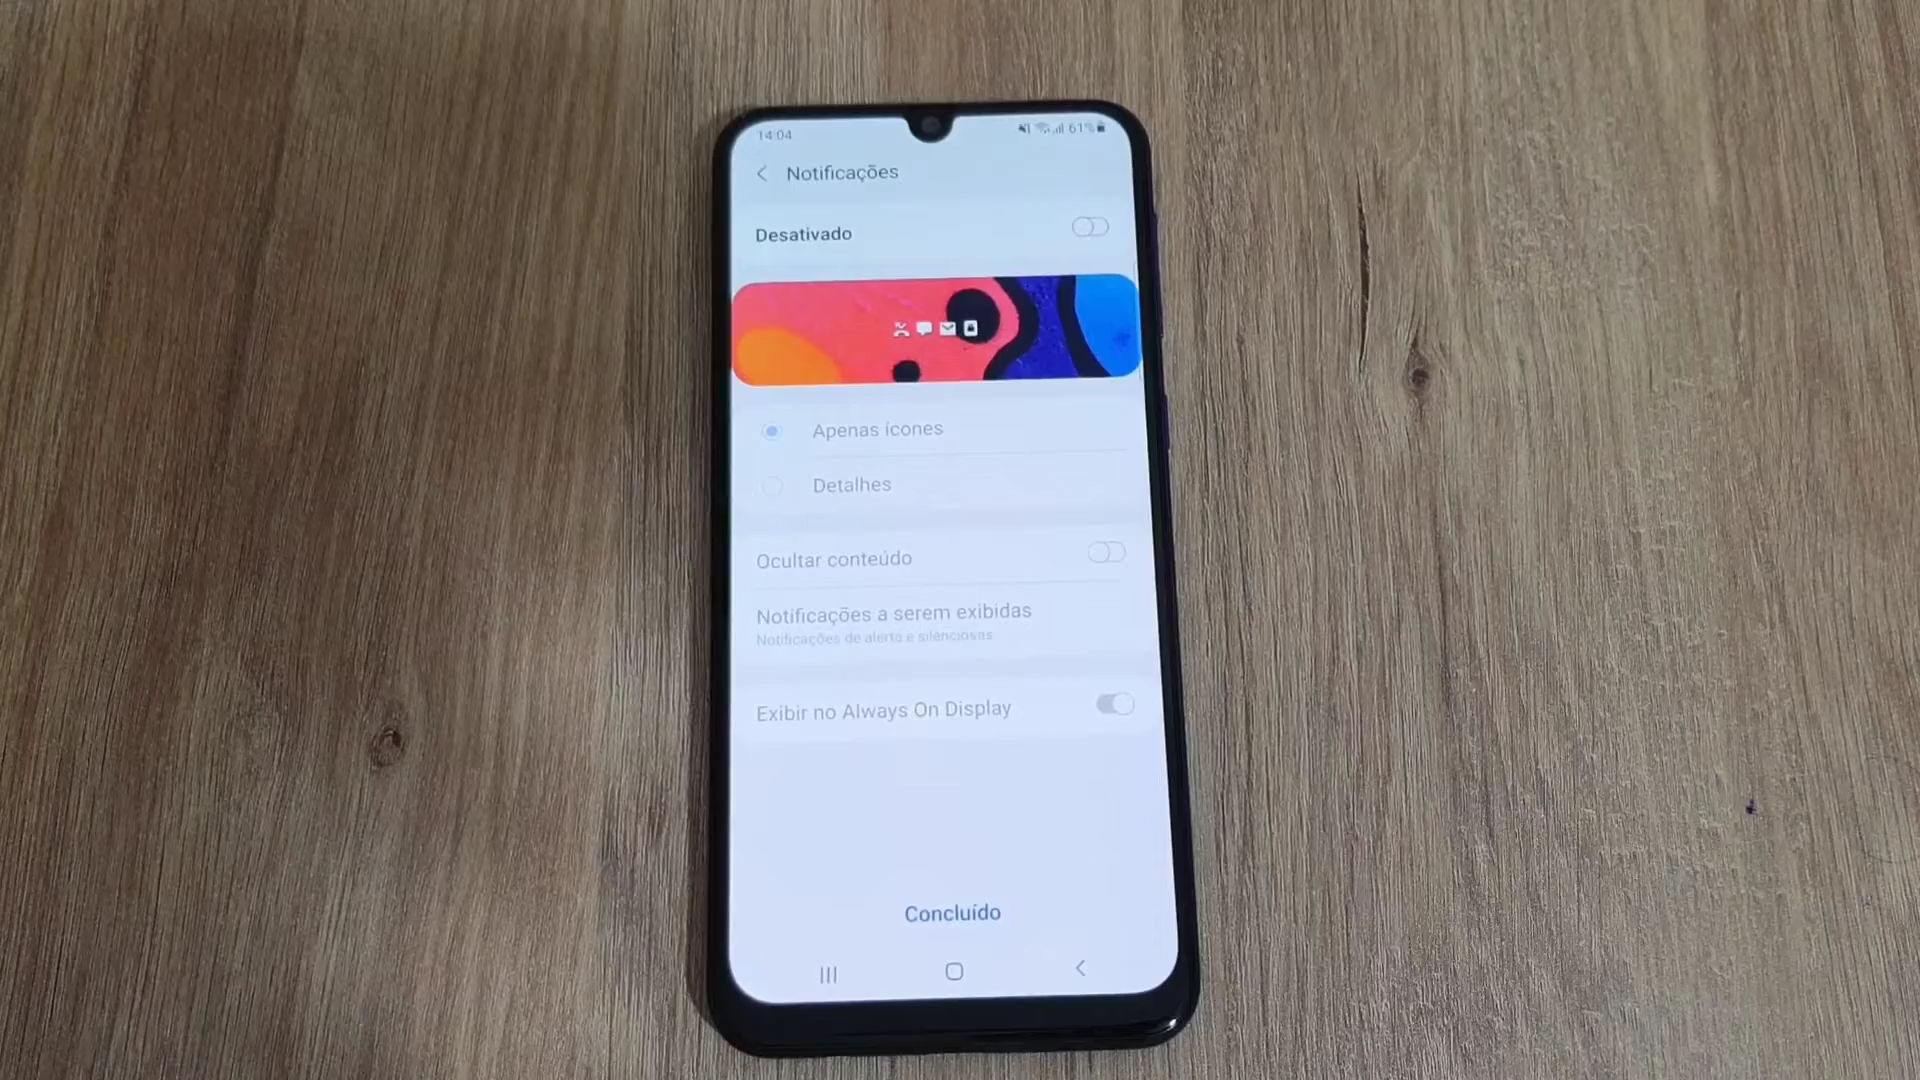 14:04
61%
Notificações
Desativado
Apenas ícones
Detalhes
Ocultar conteúdo
Notificações a serem exibidas
Notificações de alerta e silenciosas
Exibir no Always On Display
Concluído